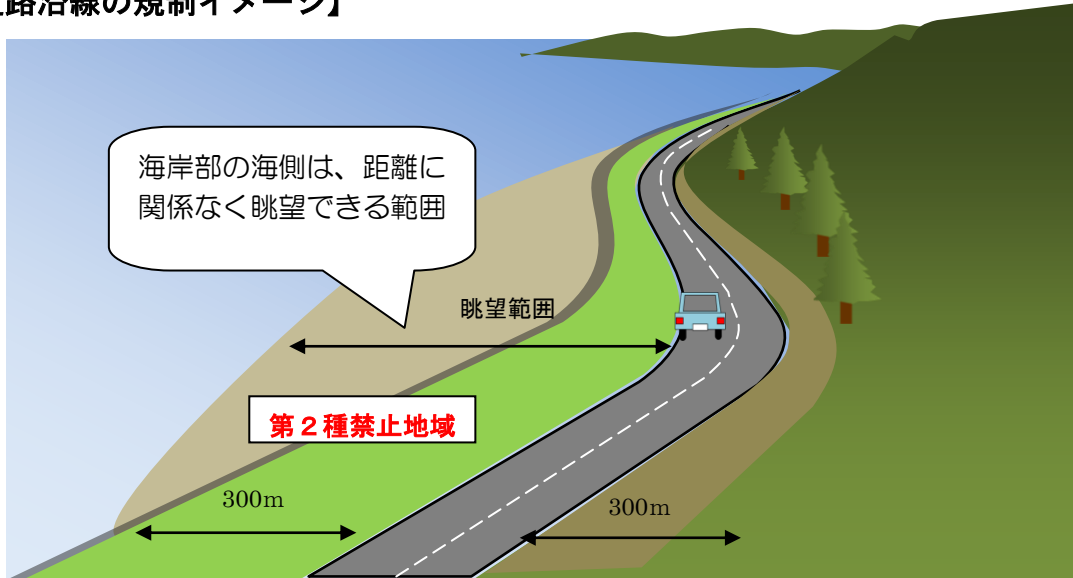 路沿線の規制イメージ】
海岸部の海側は、距離に
関係なく眺望できる範囲
眺望範囲
第２種禁止地域
300m
300m